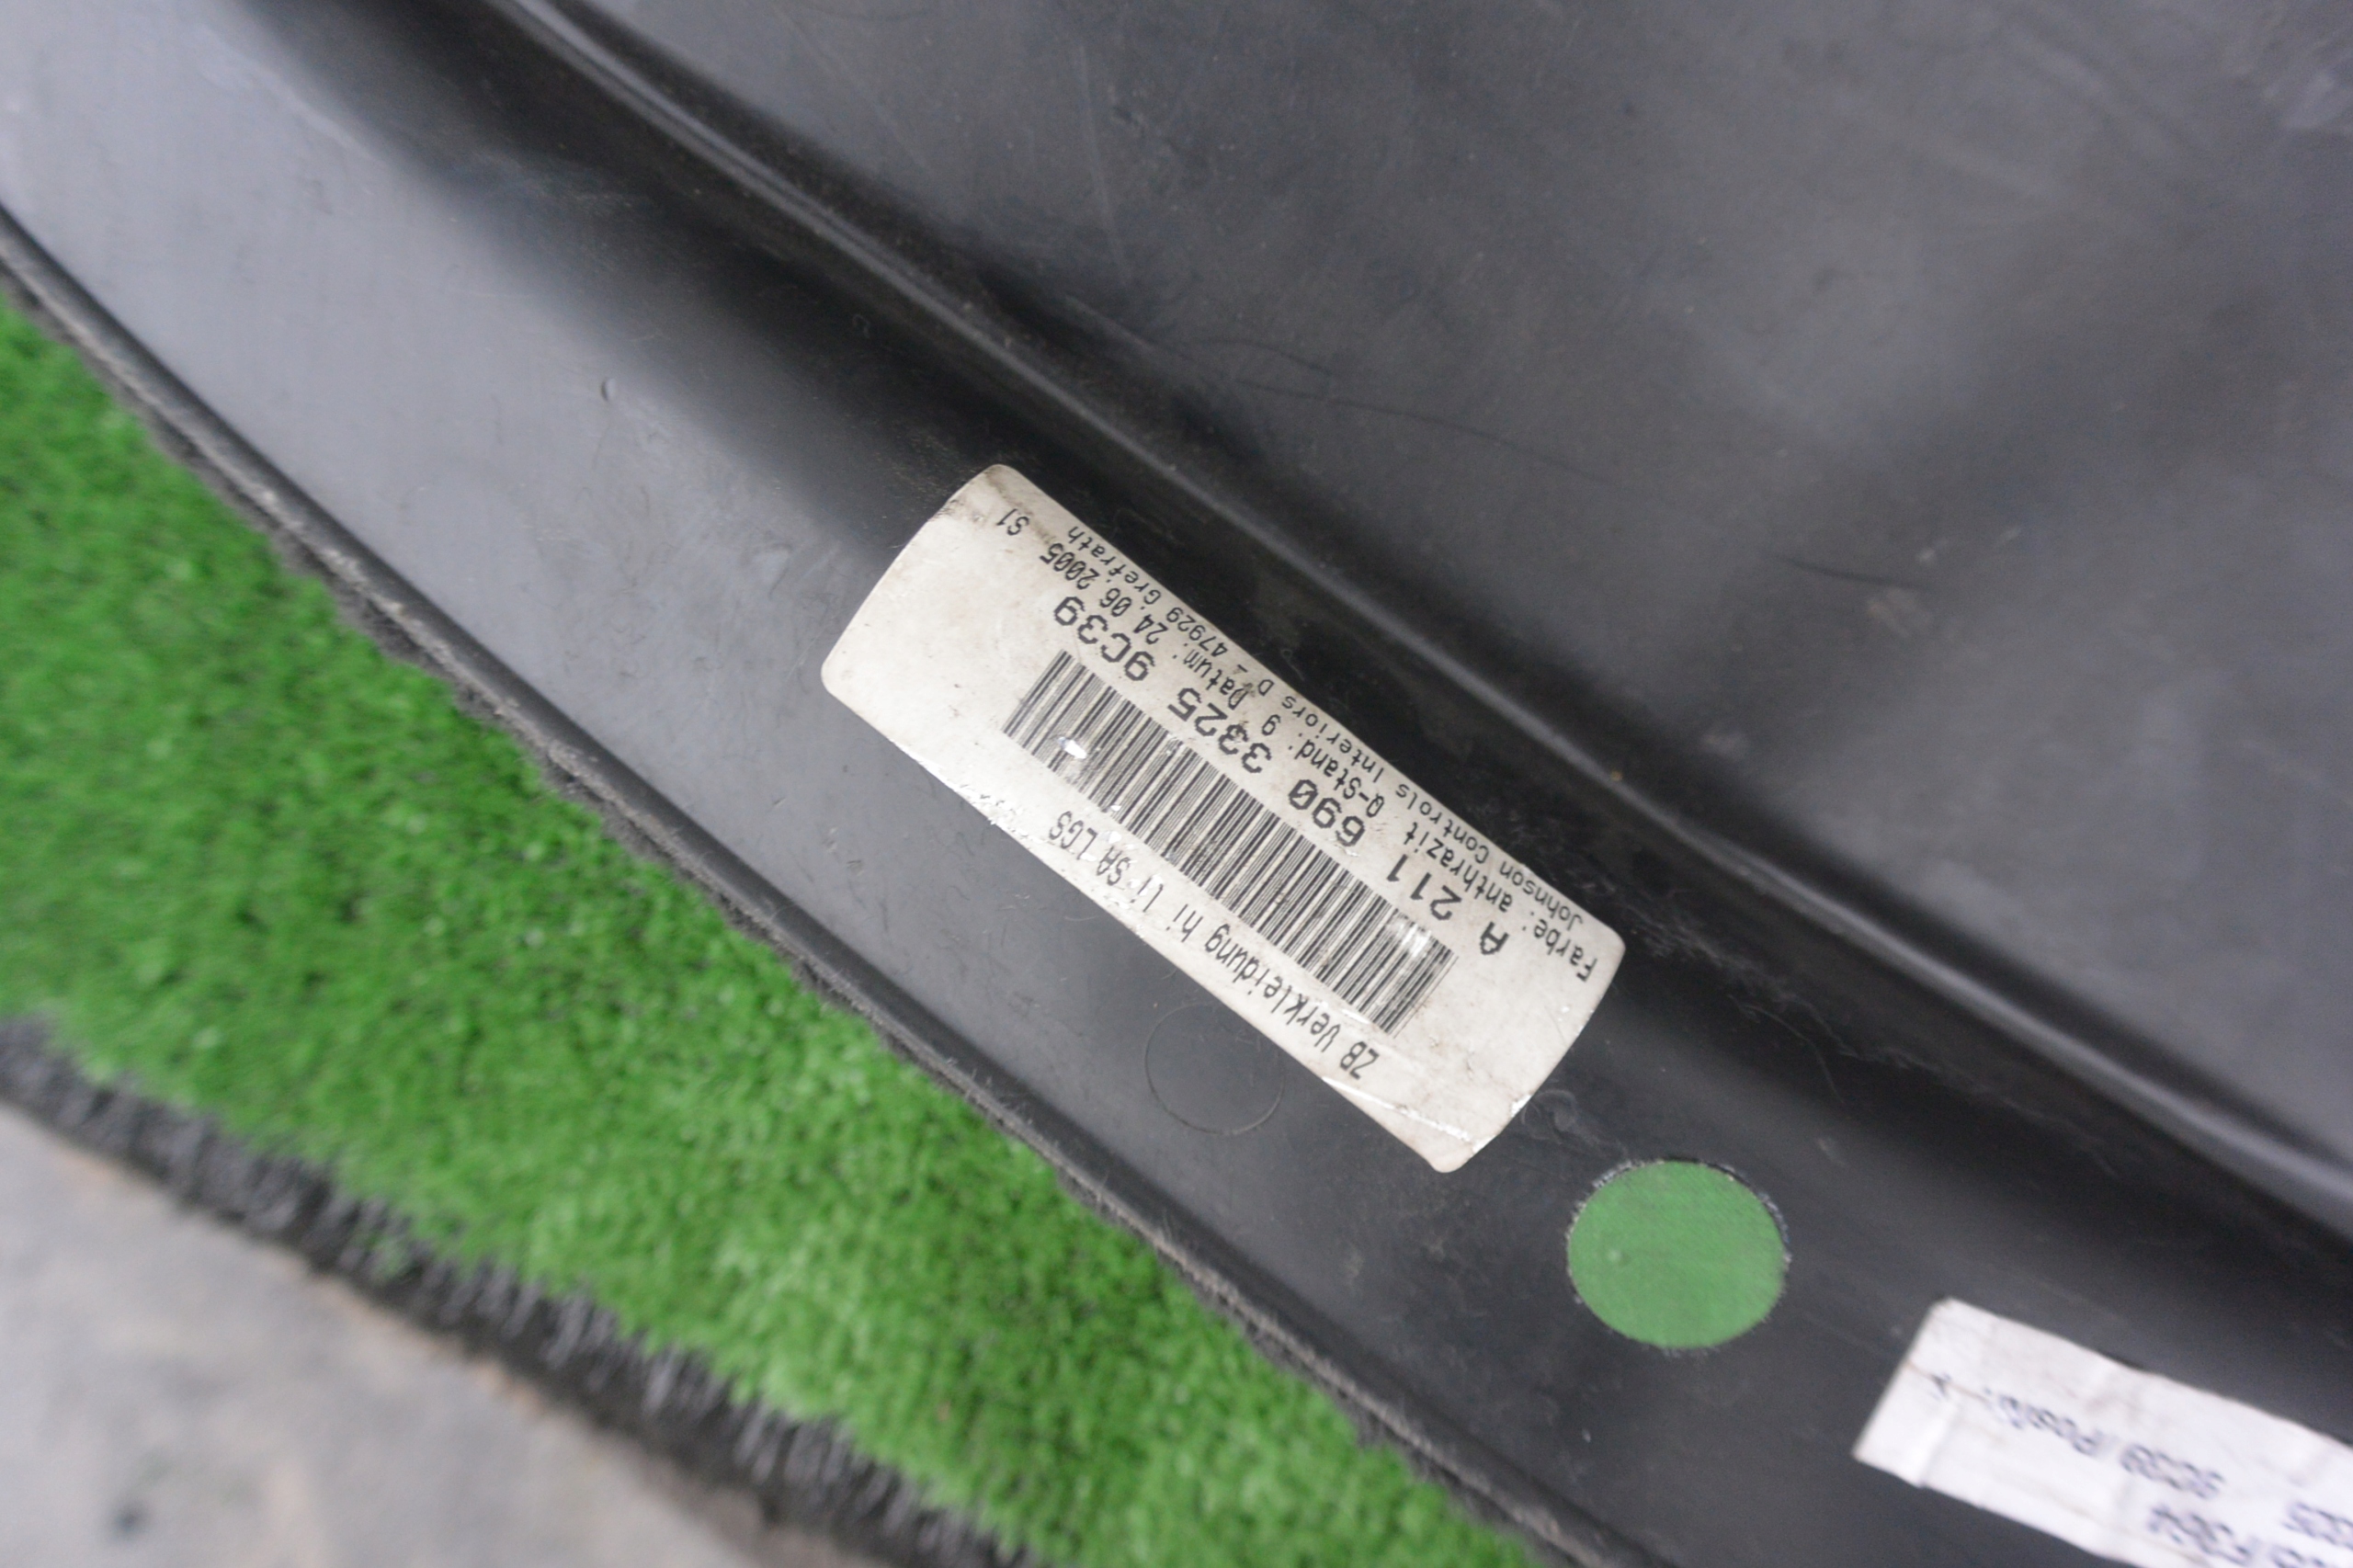 ZB Verkleidung hi li SA LGS
A 211 690 3325 9C39
Farbe: anthrazit Q-Stand: 9 Datum: 24.06.2005 S1
Johnson Controls Interiors D 47929 Grefrath
9C39